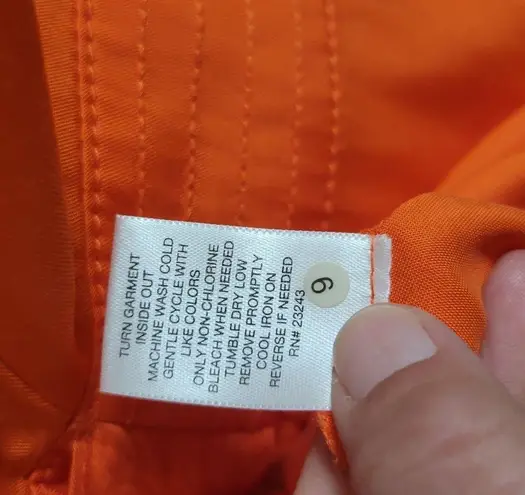 TURN GARMENT
INSIDE OUT
MACHINE WASH COLD
GENTLE CYCLE WITH
LIKE COLORS
ONLY NON-CHLORINE
BLEACH WHEN NEEDED
TUMBLE DRY LOW
REMOVE PROMPTLY
COOL IRON ON
REVERSE IF NEEDED
RN# 23243
9